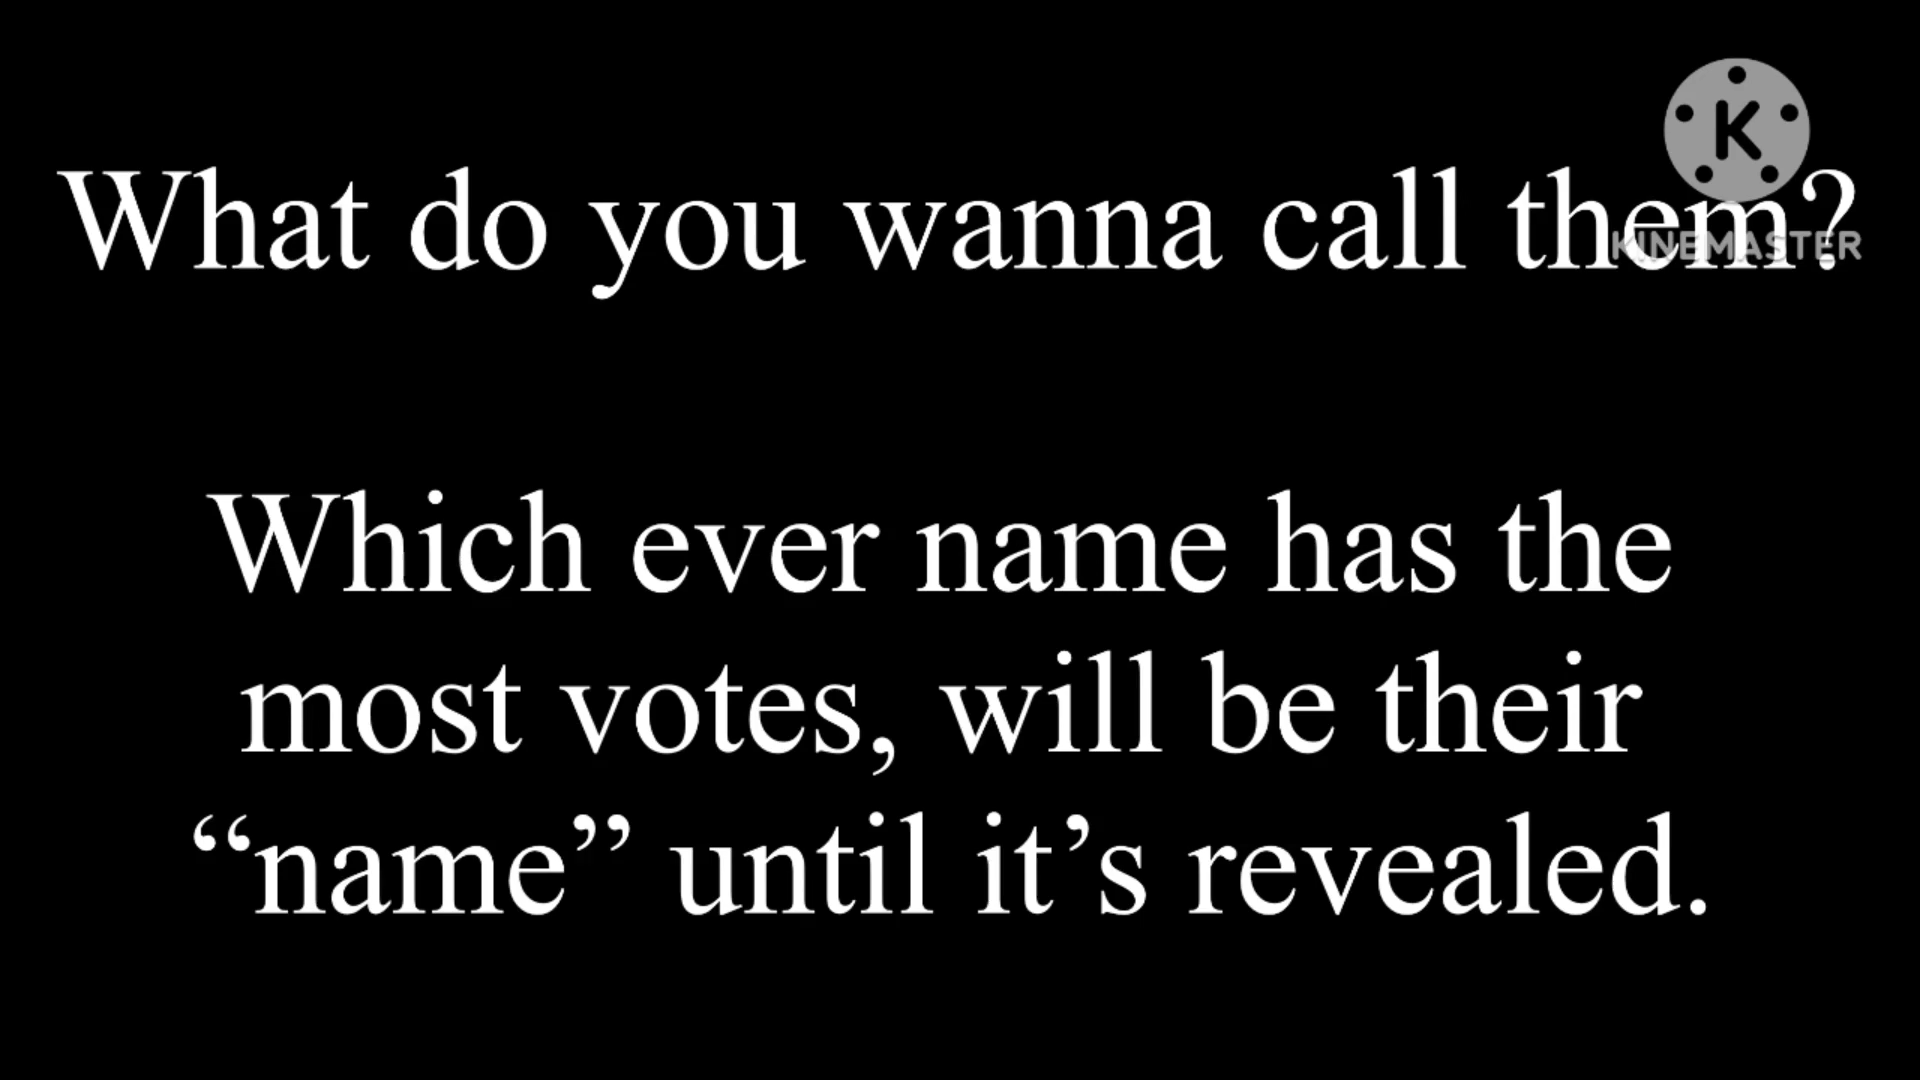 What do you wanna call them?
K
KINEMASTER
Which ever name has the
most votes, will be their
“name” until it’s revealed.